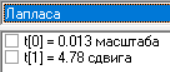 Лапласа
t[0] = 0.013 масштаба
t[1] = 4.78 сдвига